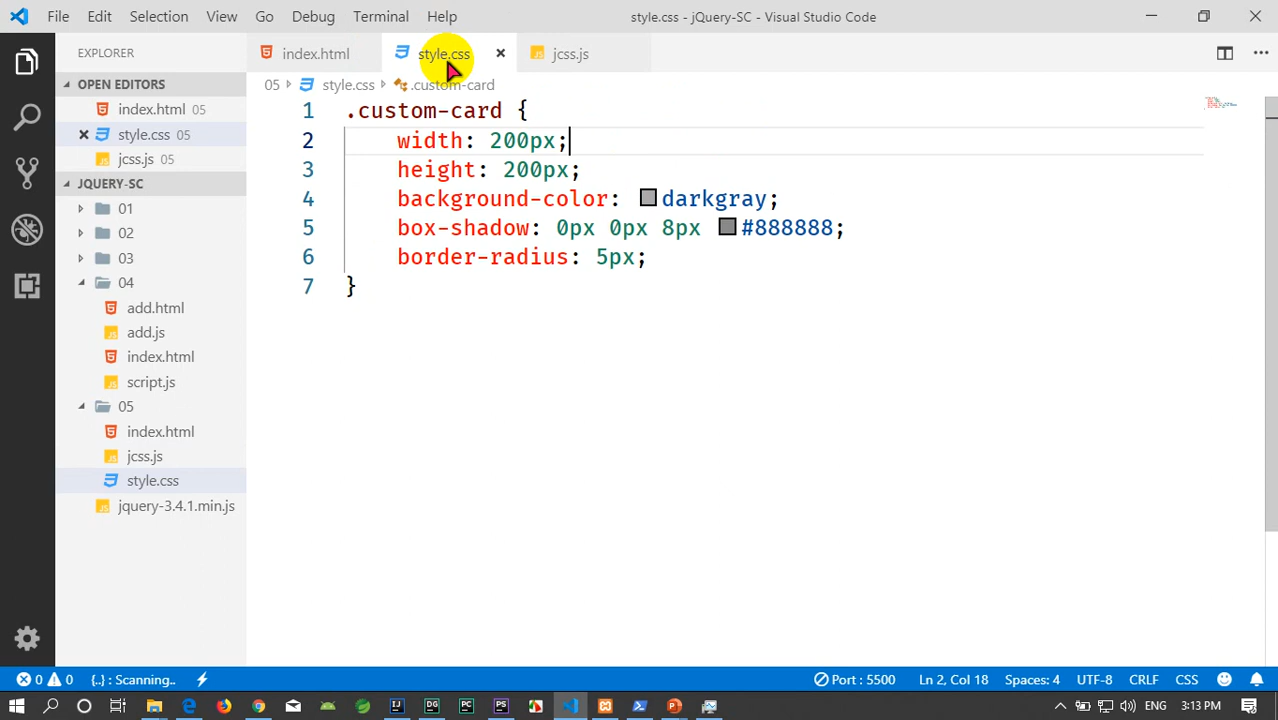 File Edit Selection View Go Debug Terminal Help
style.css - jQuery-SC - Visual Studio Code
EXPLORER
OPEN EDITORS
index.html 05
style.css 05
jcss.js 05
JQUERY-SC
01
02
03
04
add.html
add.js
index.html
script.js
05
index.html
jcss.js
style.css
jquery-3.4.1.min.js
index.html
style.css
jcss.js
05 style.css .custom-card
1 .custom-card {
2 width: 200px;
3 height: 200px;
4 background-color: darkgray;
5 box-shadow: 0px 0px 8px #888888;
6 border-radius: 5px;
7 }
0 0 {..} : Scanning..
Port : 5500 Ln 2, Col 18 Spaces: 4 UTF-8 CRLF CSS
IJ DG PC PS
3:13 PM